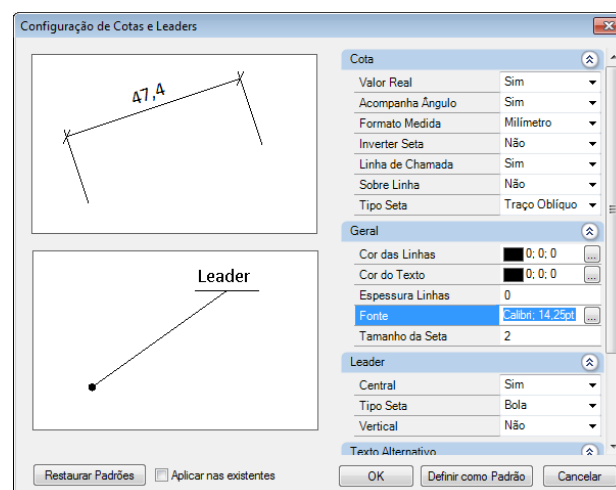 Configuração de Cotas e Leaders
47,4
Leader
Cota
Valor Real Sim
Acompanha Ângulo Sim
Formato Medida Milímetro
Inverter Seta Não
Linha de Chamada Sim
Sobre Linha Não
Tipo Seta Traço Oblíquo
Geral
Cor das Linhas 0; 0; 0 ...
Cor do Texto 0; 0; 0 ...
Espessura Linhas 0
Fonte Calibri; 14,25pt ...
Tamanho da Seta 2
Leader
Central Sim
Tipo Seta Bola
Vertical Não
Texto Alternativo
Restaurar Padrões Aplicar nas existentes OK Definir como Padrão Cancelar